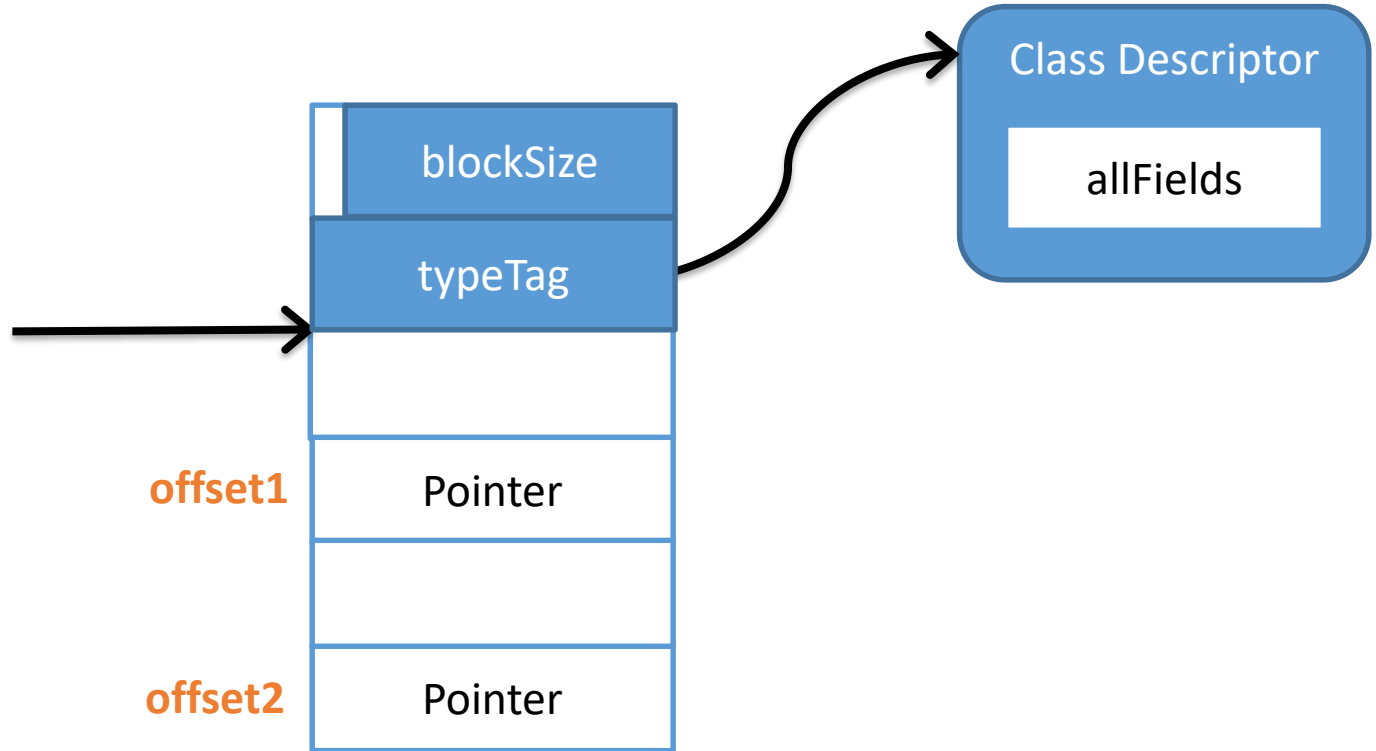 Class Descriptor
allFields
blockSize
typeTag
offset1
Pointer
offset2
Pointer